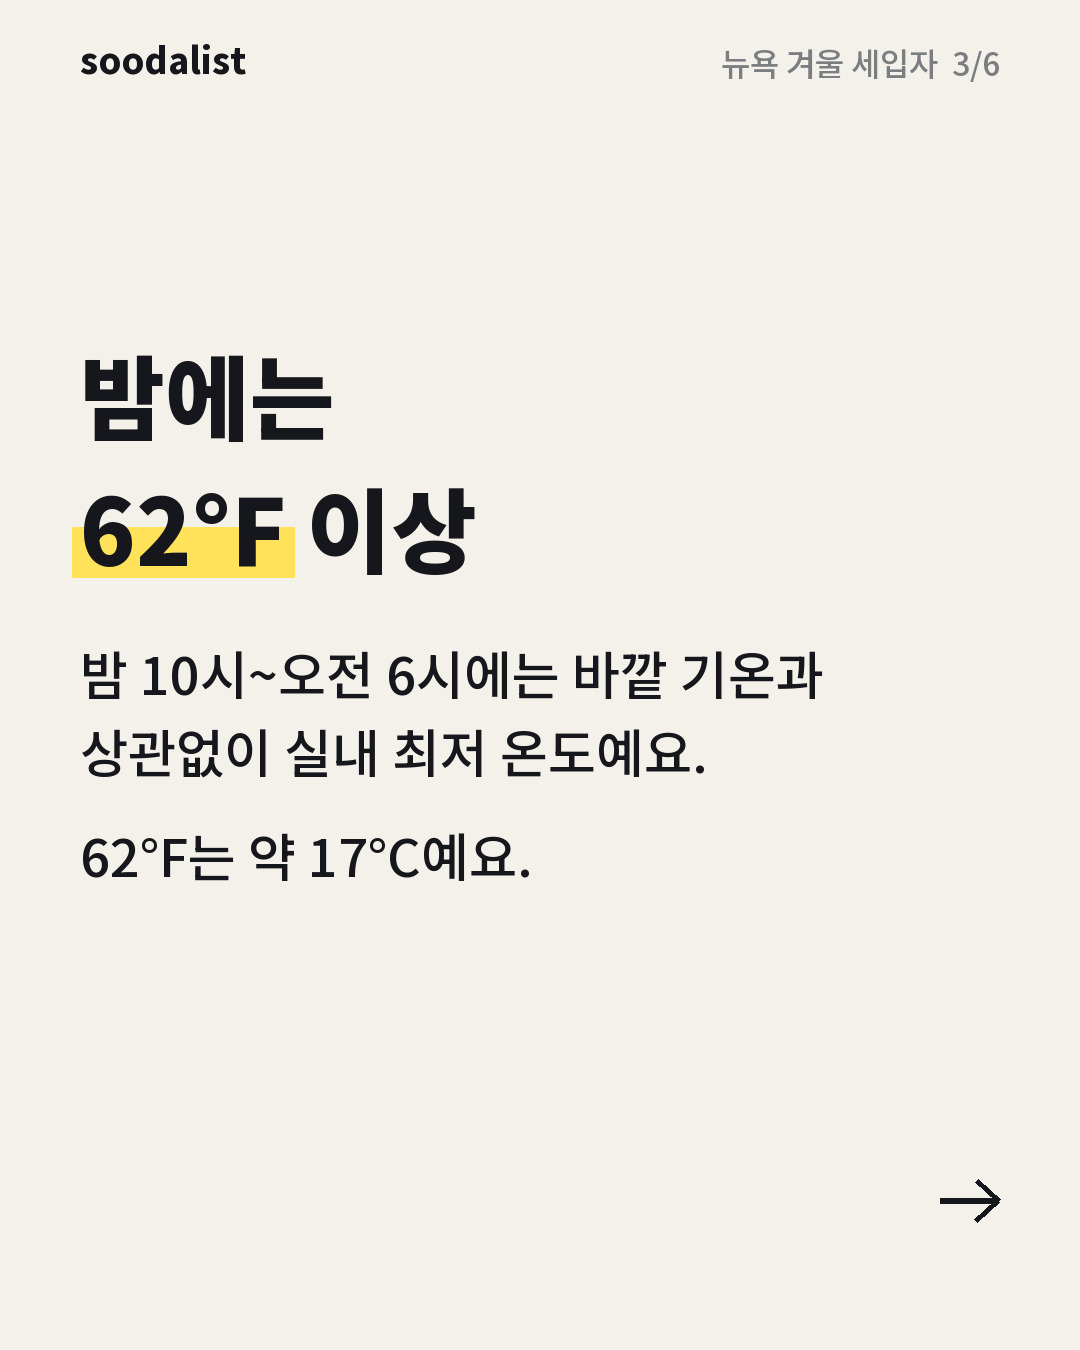 soodalist
뉴욕 겨울 세입자 3/6
밤에는
62°F 이상
밤 10시~오전 6시에는 바깥 기온과
상관없이 실내 최저 온도예요.
62°F는 약 17°C예요.